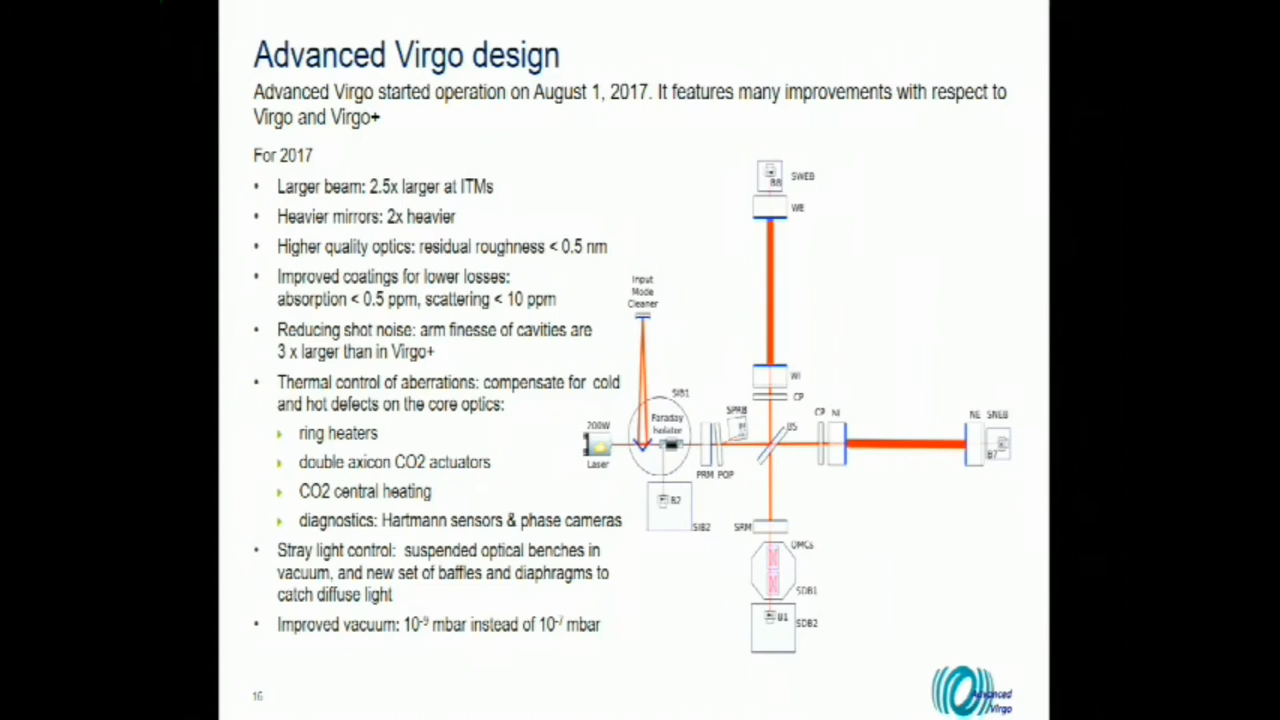 Advanced Virgo design
Advanced Virgo started operation on August 1, 2017. It features many improvements with respect to
Virgo and Virgo+
For 2017
• Larger beam: 2.5x larger at ITMs
• Heavier mirrors: 2x heavier
• Higher quality optics: residual roughness < 0.5 nm
• Improved coatings for lower losses:
absorption < 0.5 ppm, scattering < 10 ppm
• Reducing shot noise: arm finesse of cavities are
3 x larger than in Virgo+
• Thermal control of aberrations: compensate for cold
and hot defects on the core optics:
ring heaters
double axicon CO2 actuators
CO2 central heating
diagnostics: Hartmann sensors & phase cameras
• Stray light control: suspended optical benches in
vacuum, and new set of baffles and diaphragms to
catch diffuse light
• Improved vacuum: 10⁻⁹ mbar instead of 10⁻⁷ mbar
B8
SWEB
WE
Input
Mode
Cleaner
WI
CP
SIB1
Faraday
Isolator
200W
Laser
SPRB
BS
CP NI
NE SNEB
B7
PRM POP
B2
SIB2
SRM
OMCs
SDB1
B1
SDB2
16
Advanced
Virgo